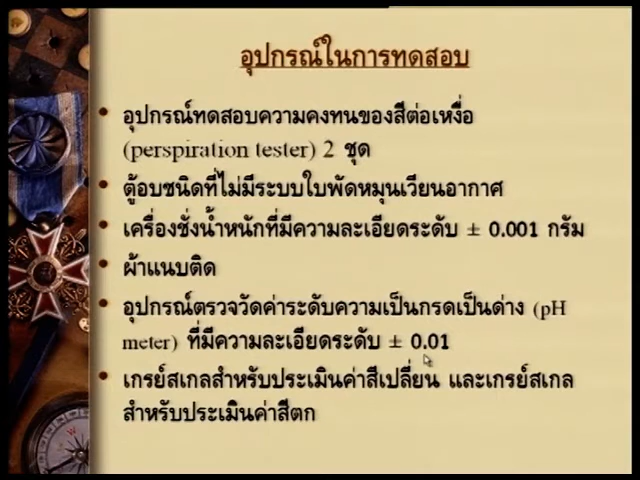 อุปกรณ์ในการทดสอบ
• อุปกรณ์ทดสอบความคงทนของสีต่อเหงื่อ
(perspiration tester) 2 ชุด
• ตู้อบชนิดที่ไม่มีระบบใบพัดหมุนเวียนอากาศ
• เครื่องชั่งน้ำหนักที่มีความละเอียดระดับ ± 0.001 กรัม
• ผ้าแนบติด
• อุปกรณ์ตรวจวัดค่าระดับความเป็นกรดเป็นด่าง (pH
meter) ที่มีความละเอียดระดับ ± 0.01
• เกรย์สเกลสำหรับประเมินค่าสีเปลี่ยน และเกรย์สเกล
สำหรับประเมินค่าสีตก